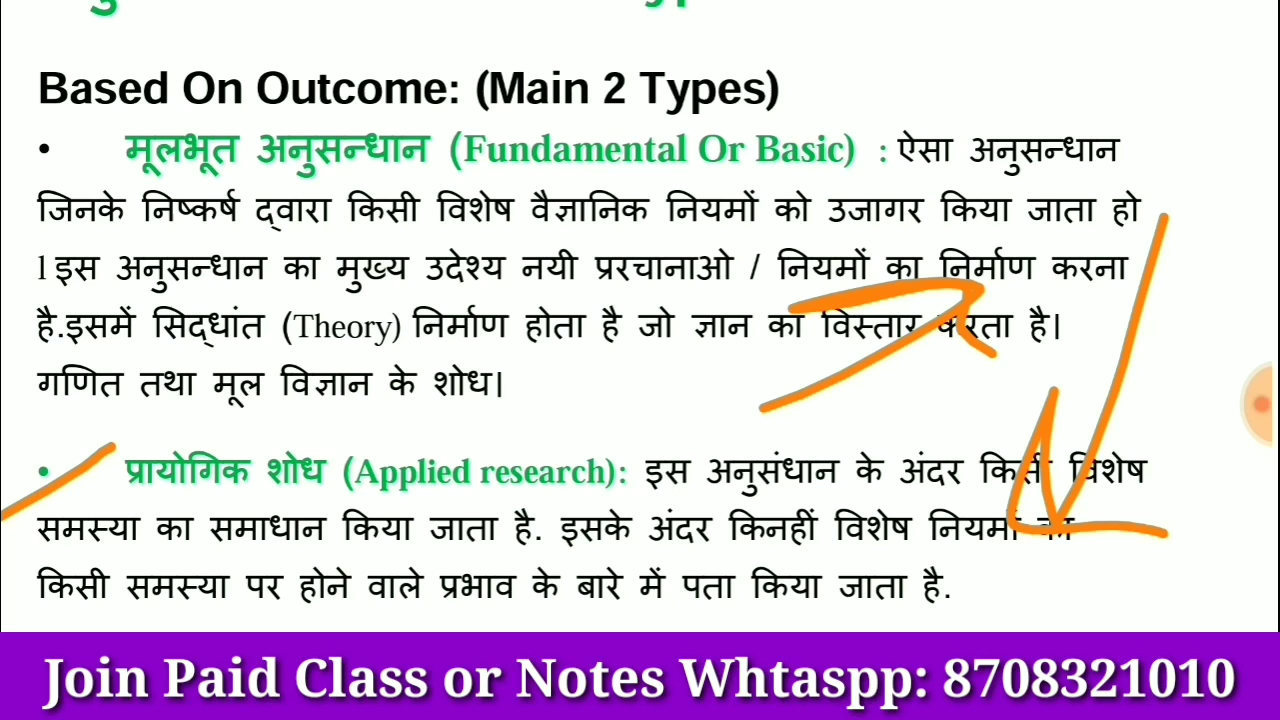 Based On Outcome: (Main 2 Types)
• मूलभूत अनुसन्धान (Fundamental Or Basic) : ऐसा अनुसन्धान
जिनके निष्कर्ष द्वारा किसी विशेष वैज्ञानिक नियमों को उजागर किया जाता हो
l इस अनुसन्धान का मुख्य उदेश्य नयी प्ररचानाओ / नियमों का निर्माण करना
है.इसमें सिद्धांत (Theory) निर्माण होता है जो ज्ञान का विस्तार करता है।
गणित तथा मूल विज्ञान के शोध।
• प्रायोगिक शोध (Applied research): इस अनुसंधान के अंदर किसी विशेष
समस्या का समाधान किया जाता है. इसके अंदर किनहीं विशेष नियमों का
किसी समस्या पर होने वाले प्रभाव के बारे में पता किया जाता है.
Join Paid Class or Notes Whtaspp: 8708321010